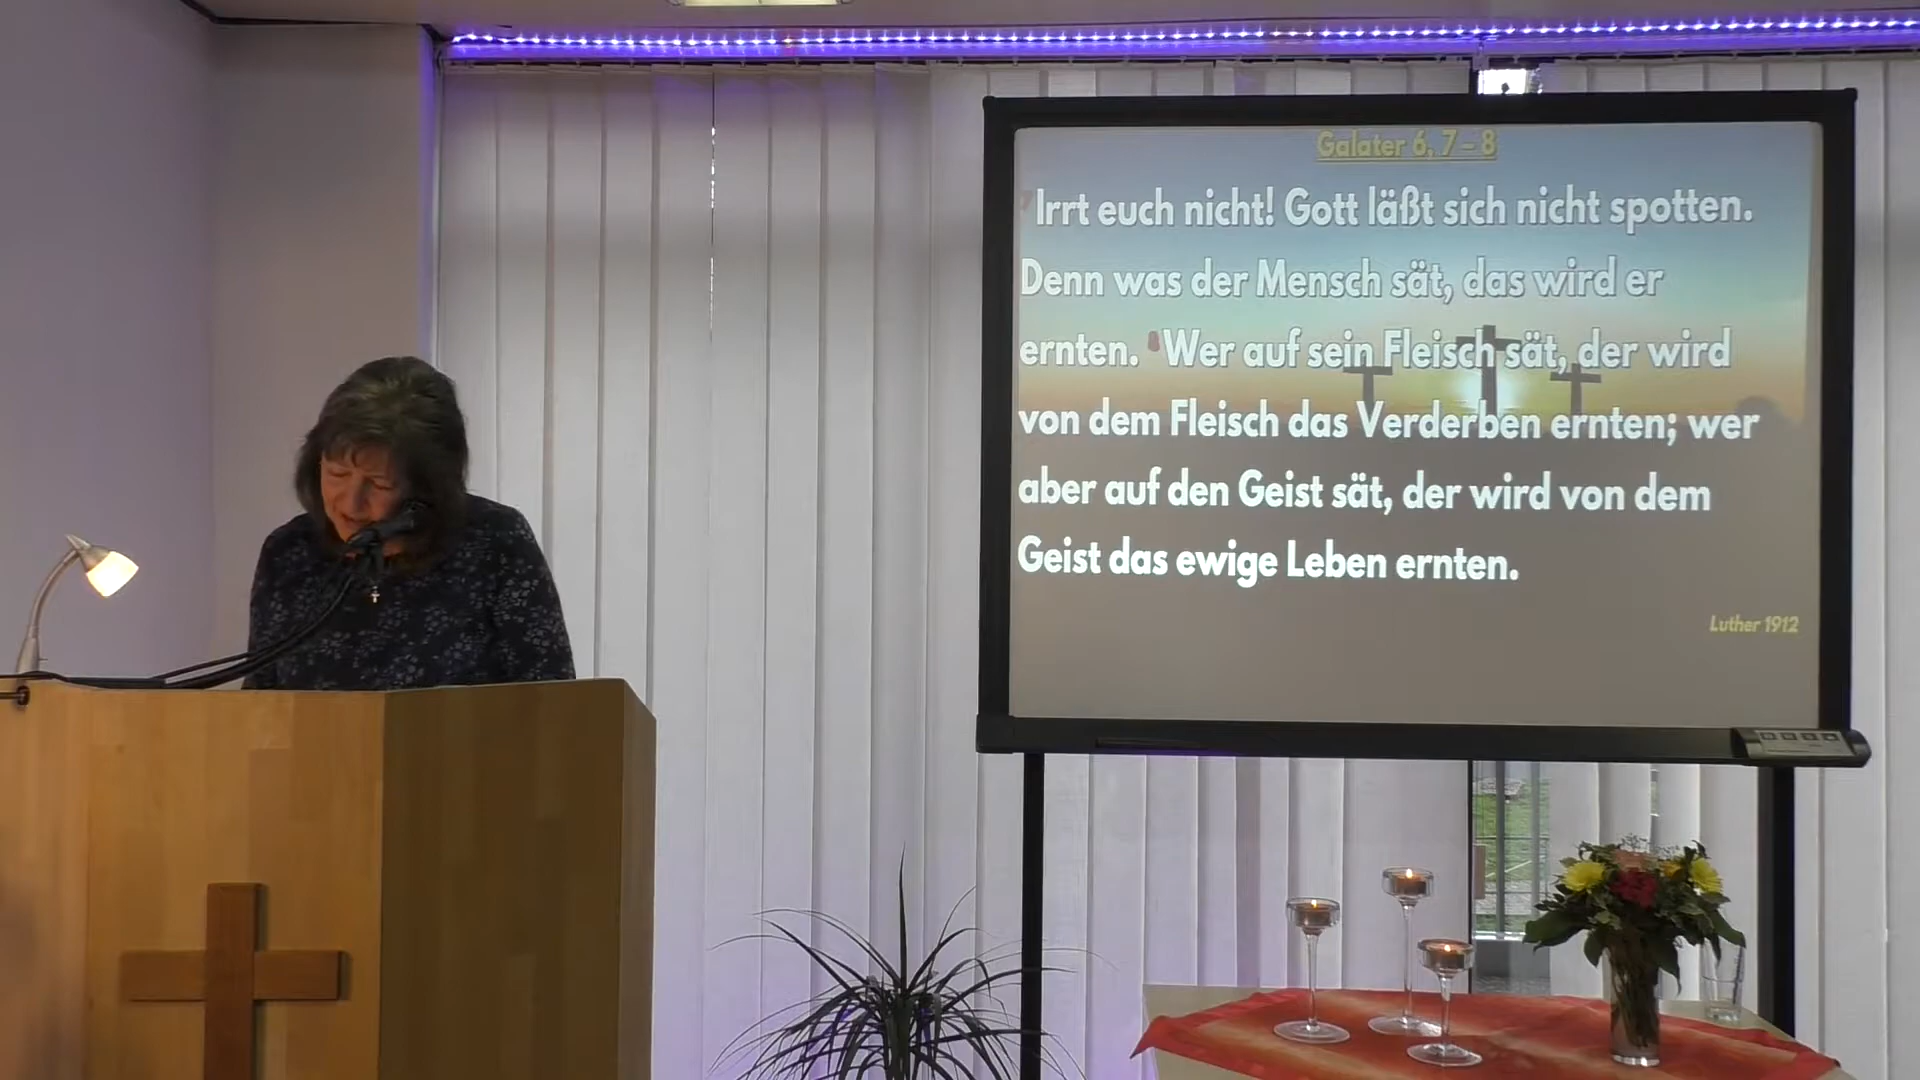 Galater 6, 7 – 8
7 Irrt euch nicht! Gott läßt sich nicht spotten.
Denn was der Mensch sät, das wird er
ernten. 8 Wer auf sein Fleisch sät, der wird
von dem Fleisch das Verderben ernten; wer
aber auf den Geist sät, der wird von dem
Geist das ewige Leben ernten.
Luther 1912